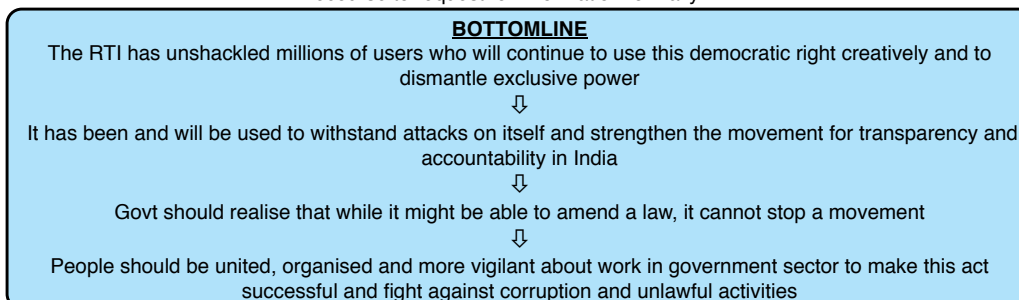 BOTTOMLINE
The RTI has unshackled millions of users who will continue to use this democratic right creatively and to
dismantle exclusive power
⇩
It has been and will be used to withstand attacks on itself and strengthen the movement for transparency and
accountability in India
⇩
Govt should realise that while it might be able to amend a law, it cannot stop a movement
⇩
People should be united, organised and more vigilant about work in government sector to make this act
successful and fight against corruption and unlawful activities